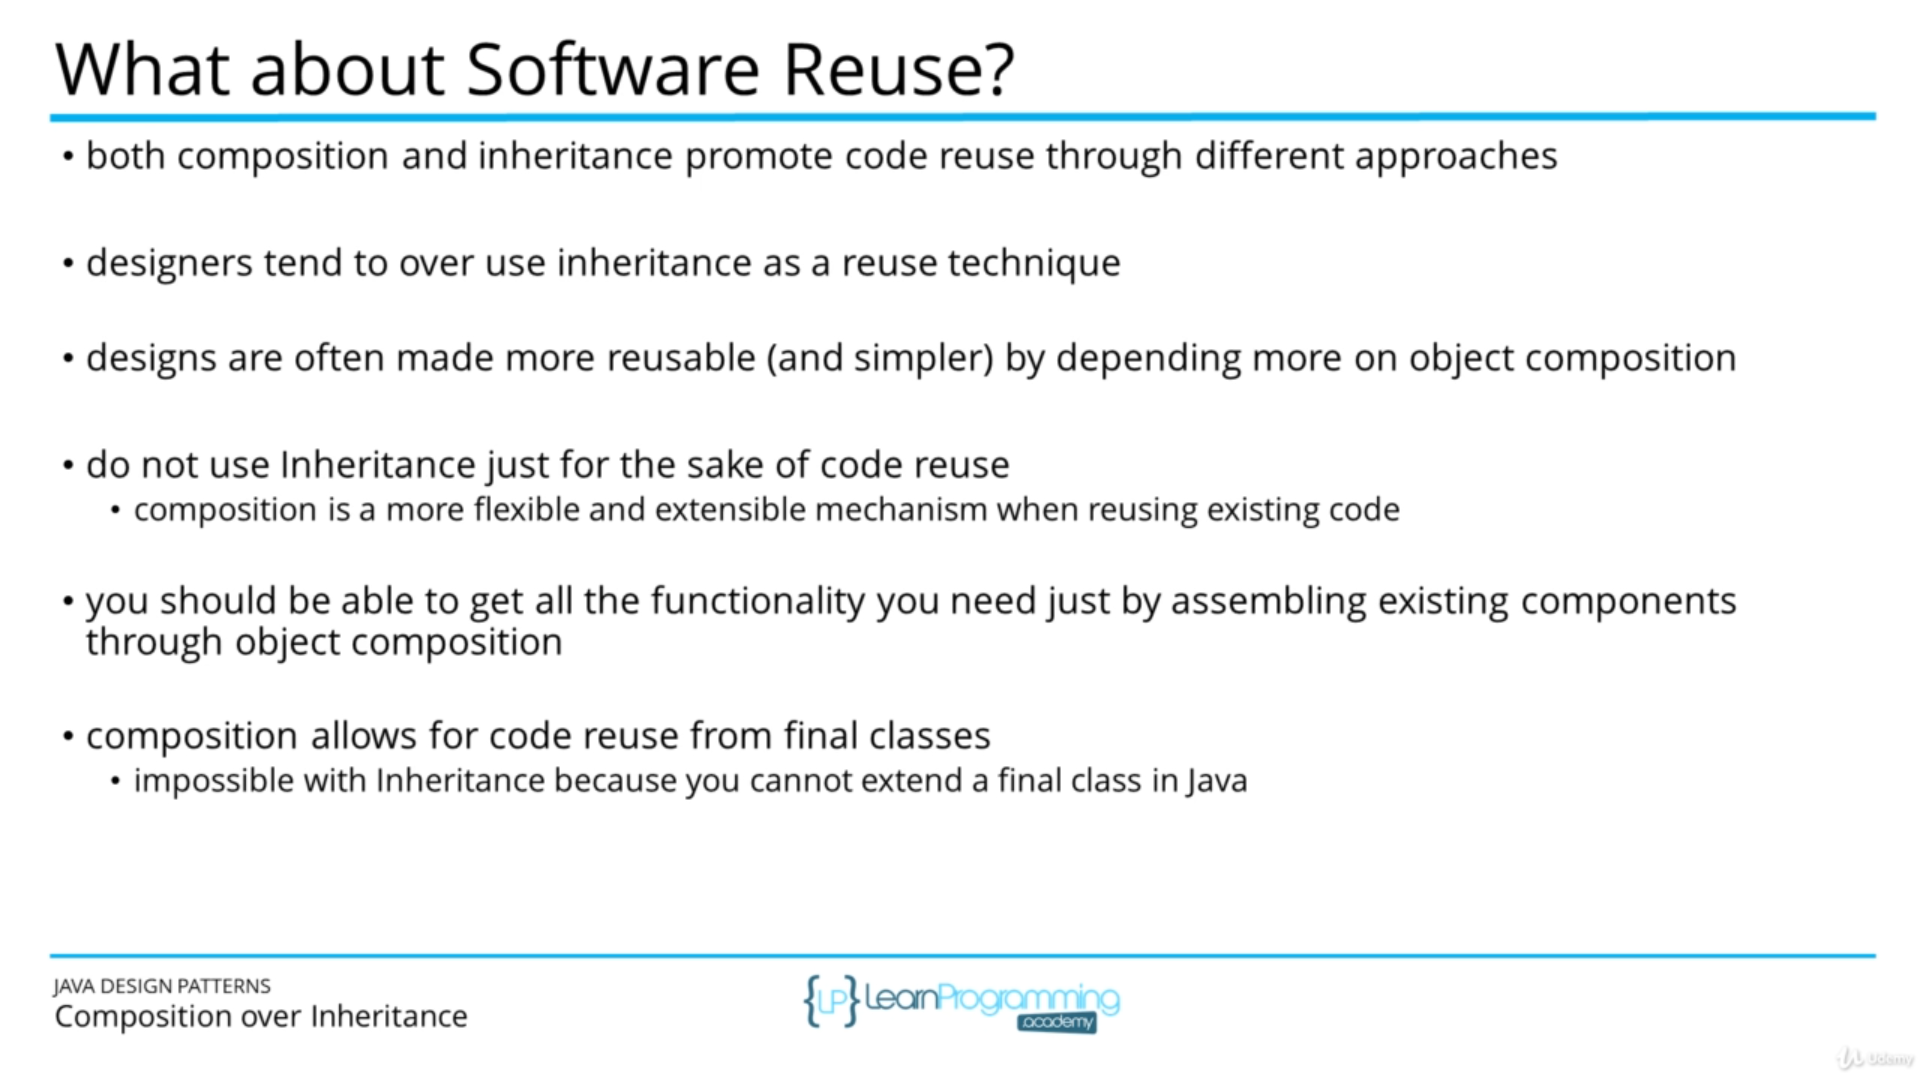 What about Software Reuse?
• both composition and inheritance promote code reuse through different approaches
• designers tend to over use inheritance as a reuse technique
• designs are often made more reusable (and simpler) by depending more on object composition
• do not use Inheritance just for the sake of code reuse
• composition is a more flexible and extensible mechanism when reusing existing code
• you should be able to get all the functionality you need just by assembling existing components
through object composition
• composition allows for code reuse from final classes
• impossible with Inheritance because you cannot extend a final class in Java
JAVA DESIGN PATTERNS
Composition over Inheritance
{LP} LearnProgramming
.academy
Udemy